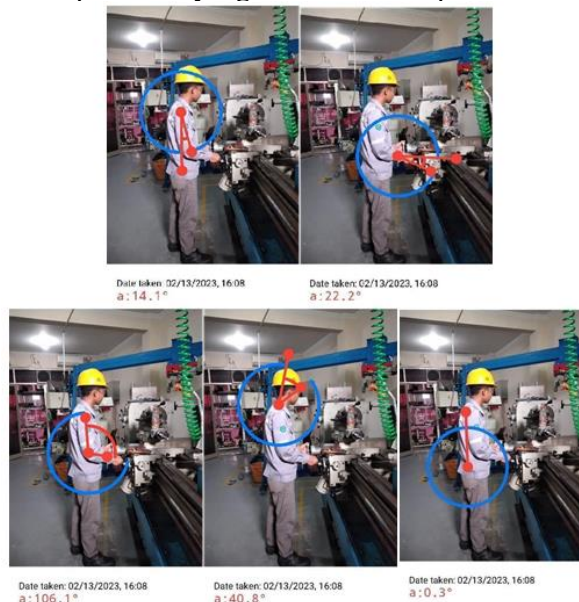 Date taken: 02/13/2023, 16:08
a:14.1°
Date taken: 02/13/2023, 16:08
a:22.2°
Date taken: 02/13/2023, 16:08
a:106.1°
Date taken: 02/13/2023, 16:08
a:40.8°
Date taken: 02/13/2023, 16:08
a:0.3°